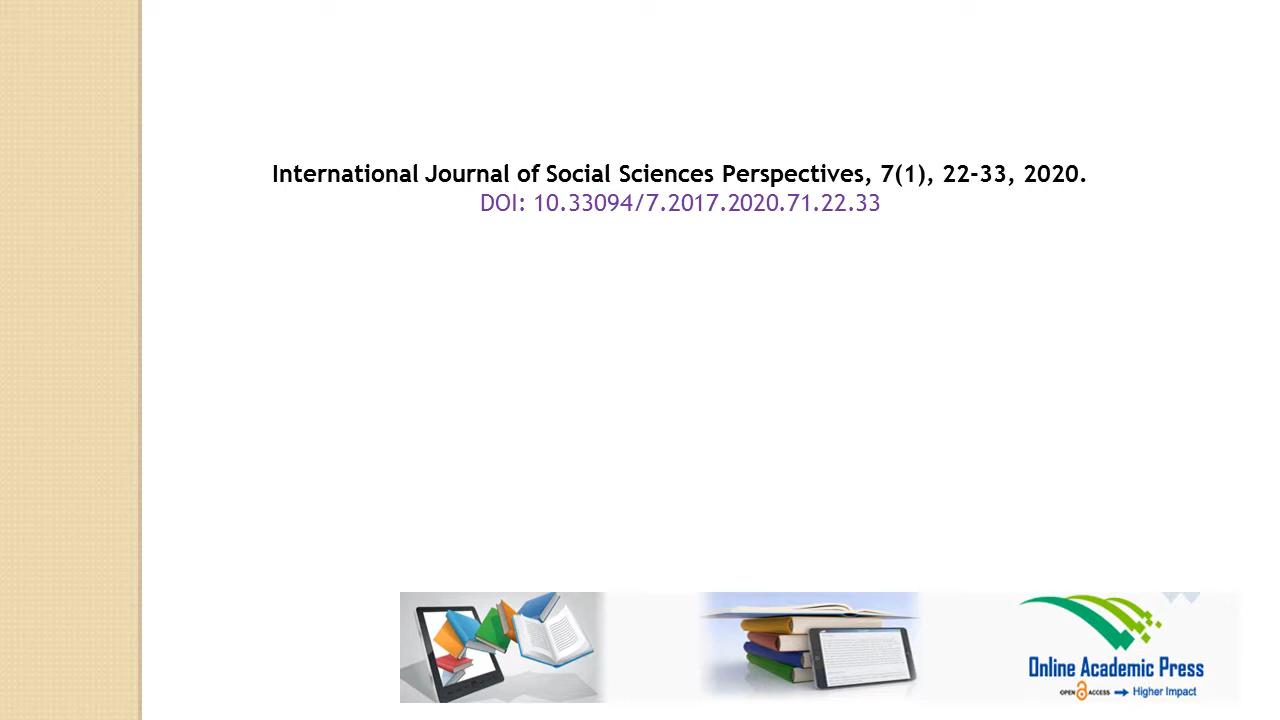 International Journal of Social Sciences Perspectives, 7(1), 22-33, 2020.
DOI: 10.33094/7.2017.2020.71.22.33
Online Academic Press
OPEN ACCESS Higher Impact